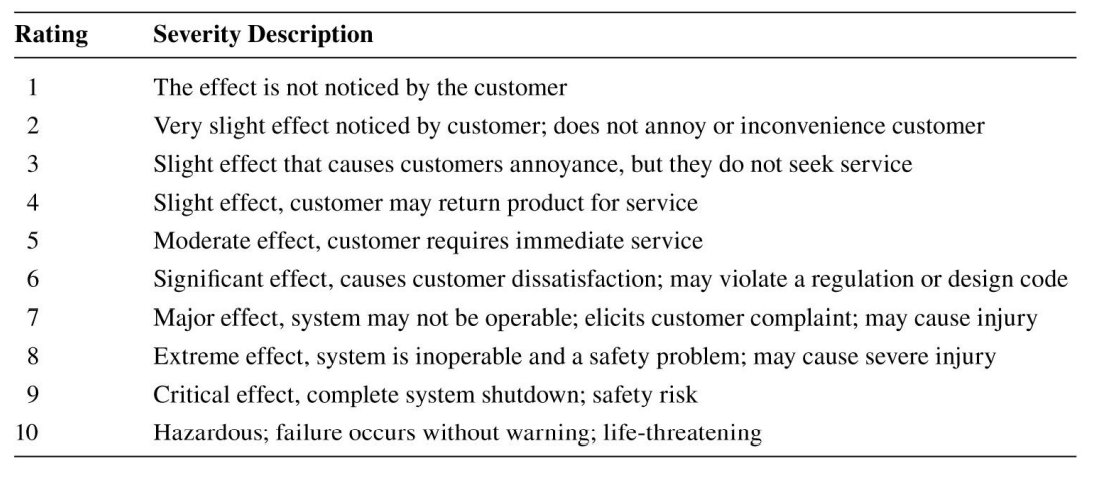 Rating Severity Description
1 The effect is not noticed by the customer
2 Very slight effect noticed by customer; does not annoy or inconvenience customer
3 Slight effect that causes customers annoyance, but they do not seek service
4 Slight effect, customer may return product for service
5 Moderate effect, customer requires immediate service
6 Significant effect, causes customer dissatisfaction; may violate a regulation or design code
7 Major effect, system may not be operable; elicits customer complaint; may cause injury
8 Extreme effect, system is inoperable and a safety problem; may cause severe injury
9 Critical effect, complete system shutdown; safety risk
10 Hazardous; failure occurs without warning; life-threatening